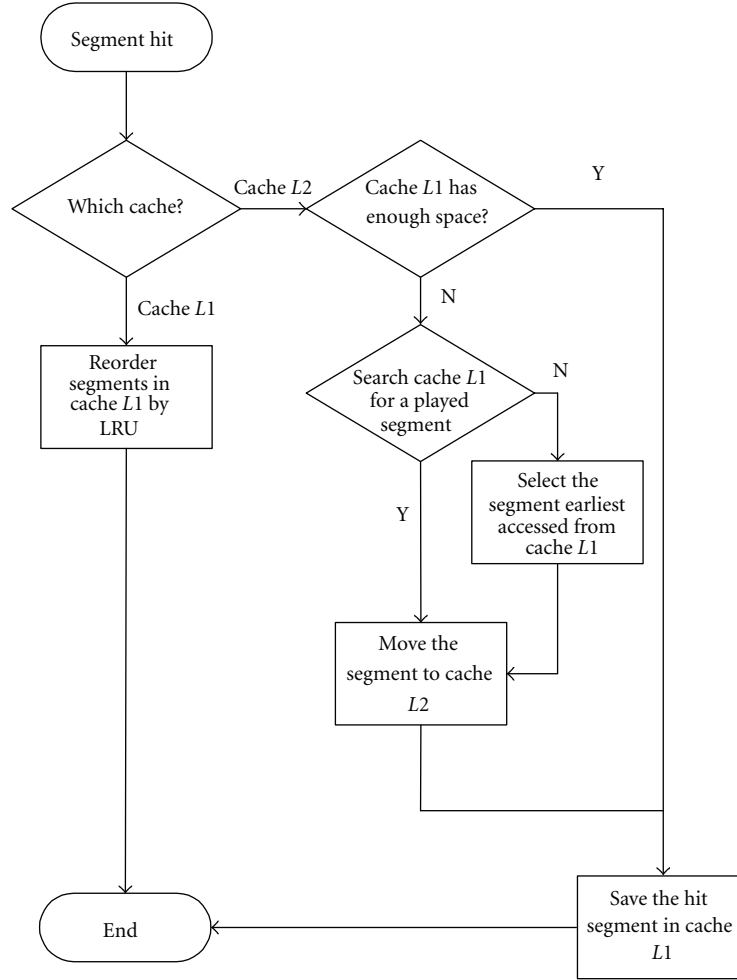 Segment hit
Which cache?
Cache L2
Cache L1 has
enough space?
Y
Cache L1
N
Reorder
segments in
cache L1 by
LRU
Search cache L1
for a played
segment
N
Y
Select the
segment earliest
accessed from
cache L1
Move the
segment to cache
L2
End
Save the hit
segment in cache
L1